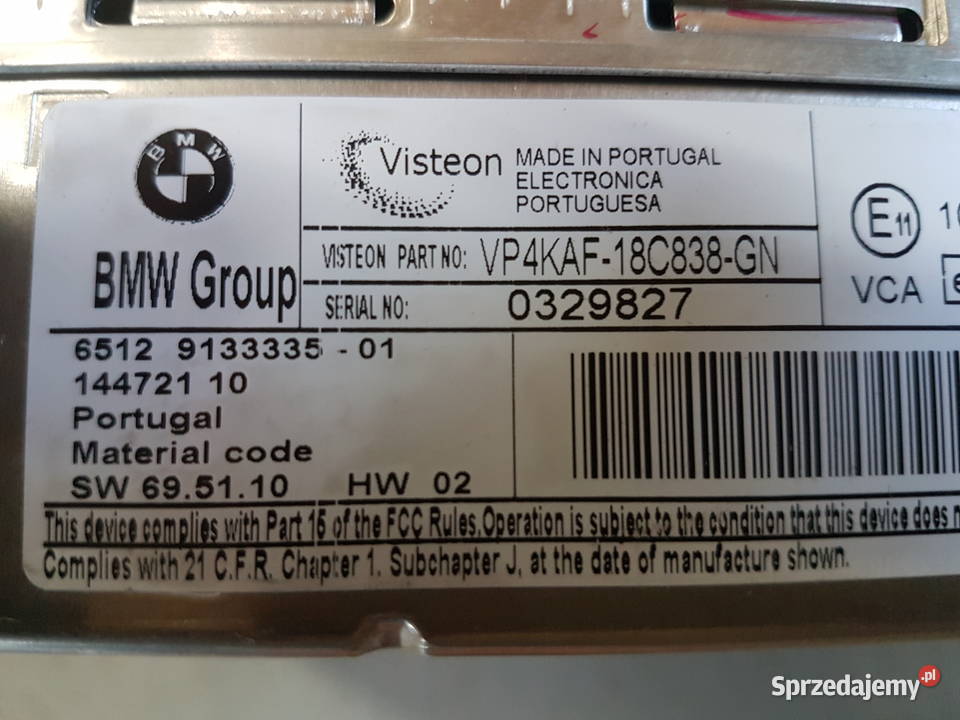 BMW
BMW Group
Visteon
MADE IN PORTUGAL
ELECTRONICA
PORTUGUESA
VISTEON PART NO: VP4KAF-18C838-GN
SERIAL NO: 0329827
E11
VCA
6512 9133335 - 01
144721 10
Portugal
Material code
SW 69.51.10 HW 02
This device complies with Part 15 of the FCC Rules.Operation is subject to the condition that this device does
Complies with 21 C.F.R. Chapter 1. Subchapter J, at the date of manufacture shown.
Sprzedajemy.pl